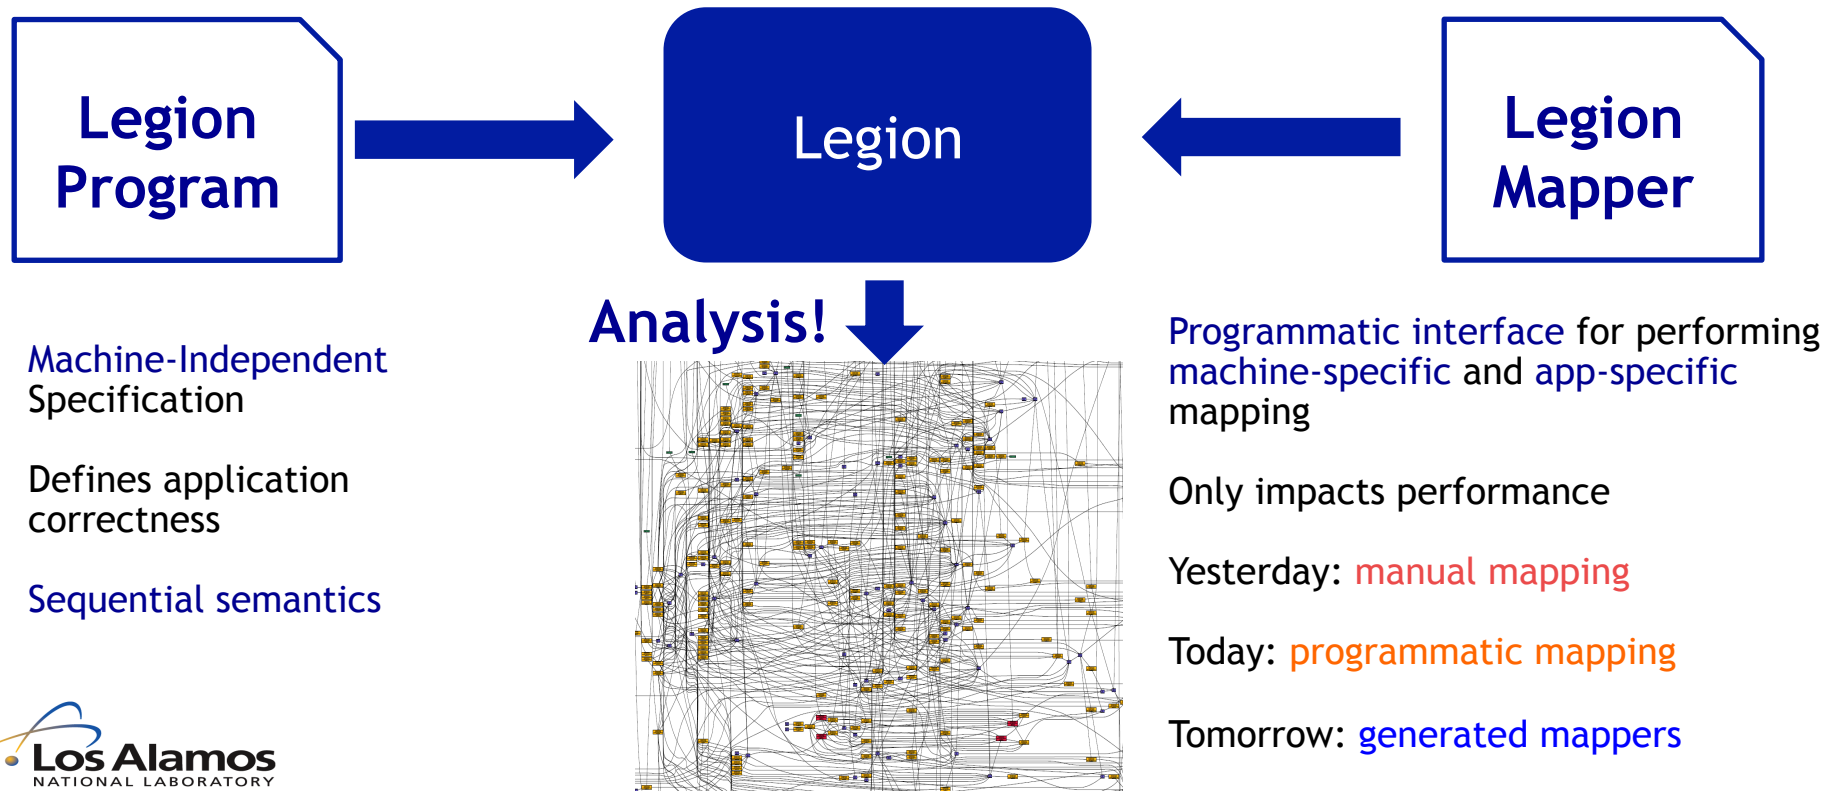 Legion
Program
Legion
Legion
Mapper
Analysis!
Machine-Independent
Specification
Defines application
correctness
Sequential semantics
Programmatic interface for performing
machine-specific and app-specific
mapping
Only impacts performance
Yesterday: manual mapping
Today: programmatic mapping
Tomorrow: generated mappers
Los Alamos
NATIONAL LABORATORY